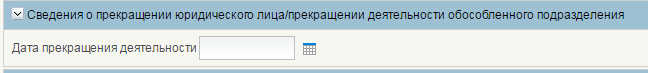 Сведения о прекращении юридического лица/прекращении деятельности обособленного подразделения
Дата прекращения деятельности